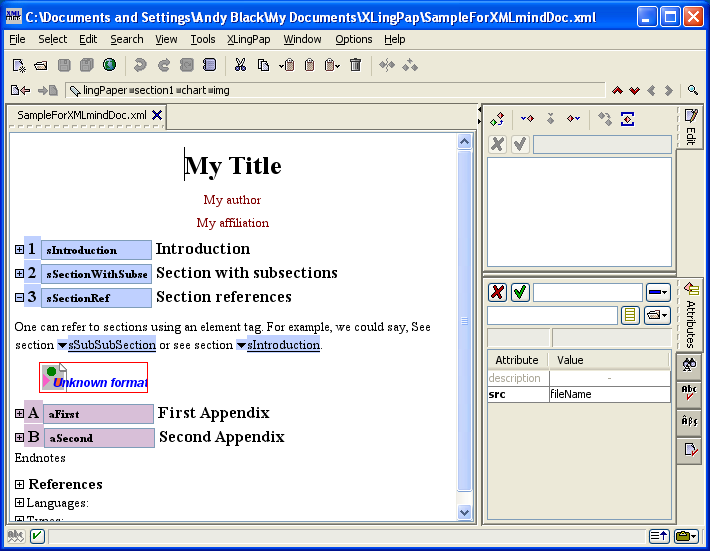 C:\Documents and Settings\Andy Black\My Documents\XLingPap\SampleForXMLmindDoc.xml
File Select Edit Search View Tools XLingPap Window Options Help
lingPaper section1 chart img
SampleForXMLmindDoc.xml
Edit
My Title
My author
My affiliation
1 sIntroduction Introduction
2 sSectionWithSubse Section with subsections
3 sSectionRef Section references
One can refer to sections using an element tag. For example, we could say, See
section sSubSubSection or see section sIntroduction.
Unknown format
A aFirst First Appendix
B aSecond Second Appendix
Endnotes
References
Languages:
Types:
Attributes
Attribute Value
description -
src fileName
Abc
Abc